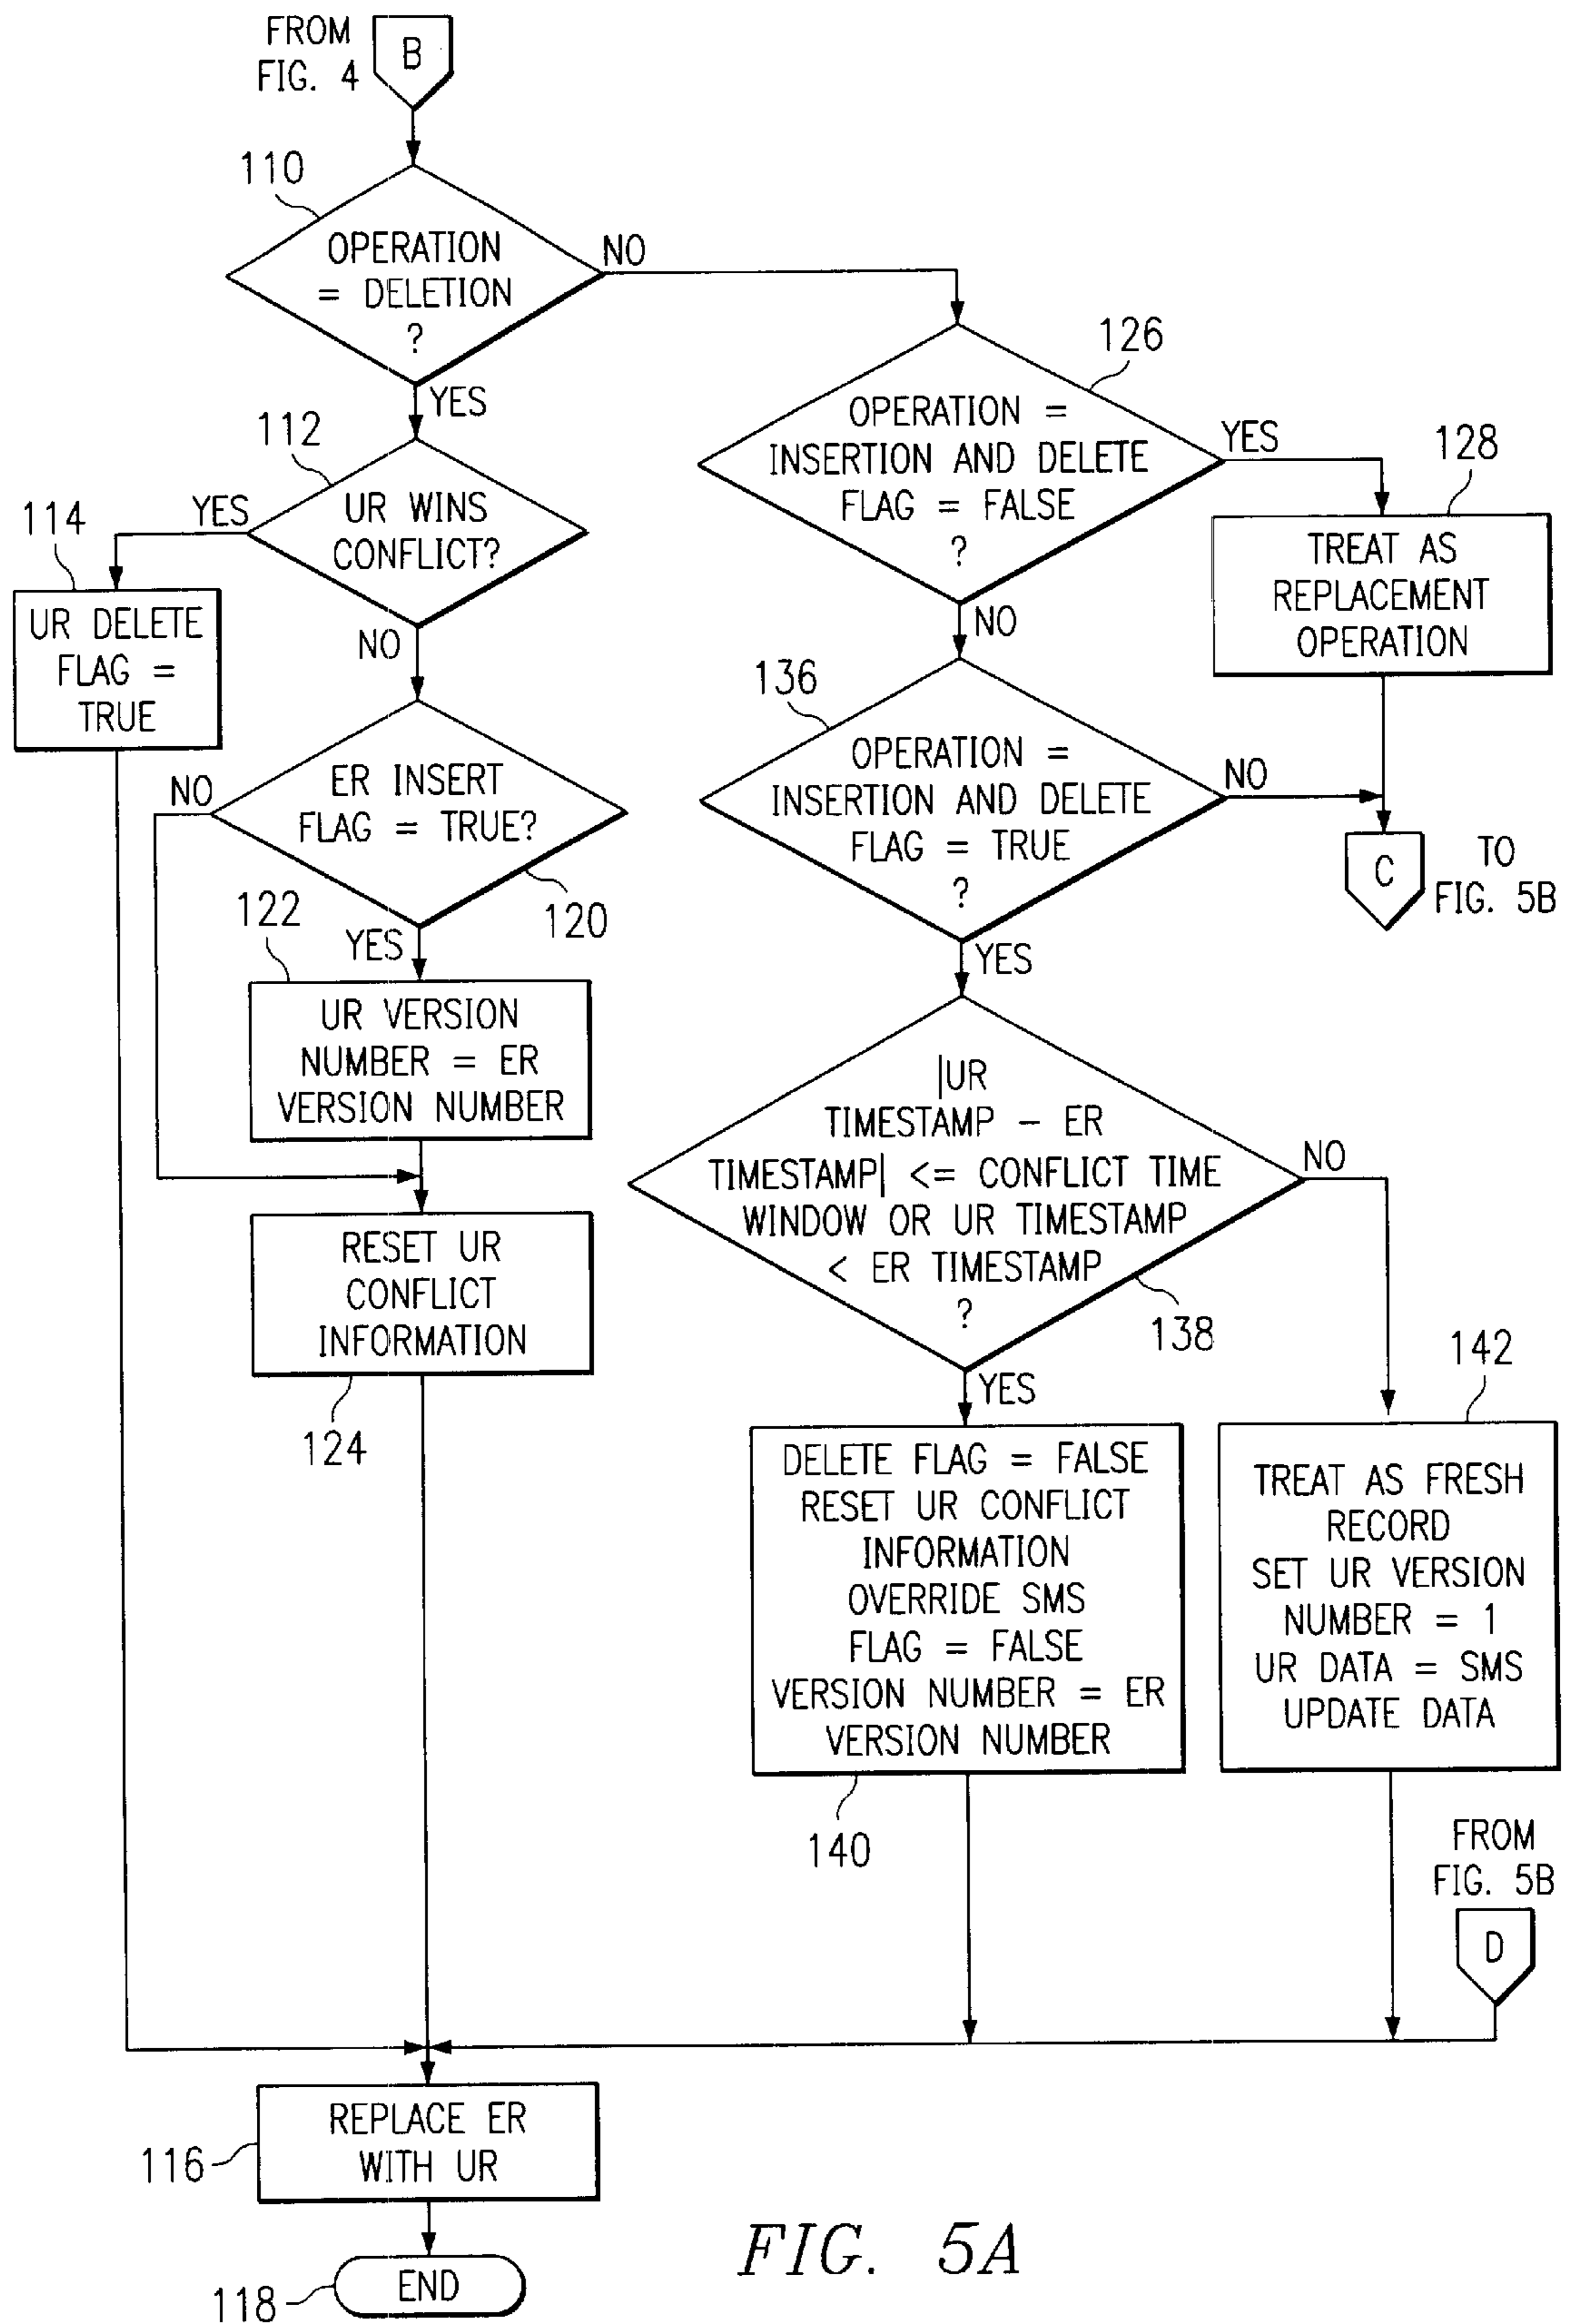 FROM
FIG. 4
B
110
OPERATION
= DELETION
?
NO
YES
126
OPERATION =
INSERTION AND DELETE
FLAG = FALSE
?
YES
NO
128
TREAT AS
REPLACEMENT
OPERATION
112
UR WINS
CONFLICT?
YES
NO
114
UR DELETE
FLAG =
TRUE
136
OPERATION =
INSERTION AND DELETE
FLAG = TRUE
?
NO
YES
C
TO
FIG. 5B
ER INSERT
FLAG = TRUE?
NO
YES
120
122
UR VERSION
NUMBER = ER
VERSION NUMBER
|UR
TIMESTAMP - ER
TIMESTAMP| <= CONFLICT TIME
WINDOW OR UR TIMESTAMP
< ER TIMESTAMP
?
NO
YES
138
RESET UR
CONFLICT
INFORMATION
124
142
DELETE FLAG = FALSE
RESET UR CONFLICT
INFORMATION
OVERRIDE SMS
FLAG = FALSE
VERSION NUMBER = ER
VERSION NUMBER
140
TREAT AS FRESH
RECORD
SET UR VERSION
NUMBER = 1
UR DATA = SMS
UPDATE DATA
FROM
FIG. 5B
D
REPLACE ER
WITH UR
116
END
118
FIG. 5A